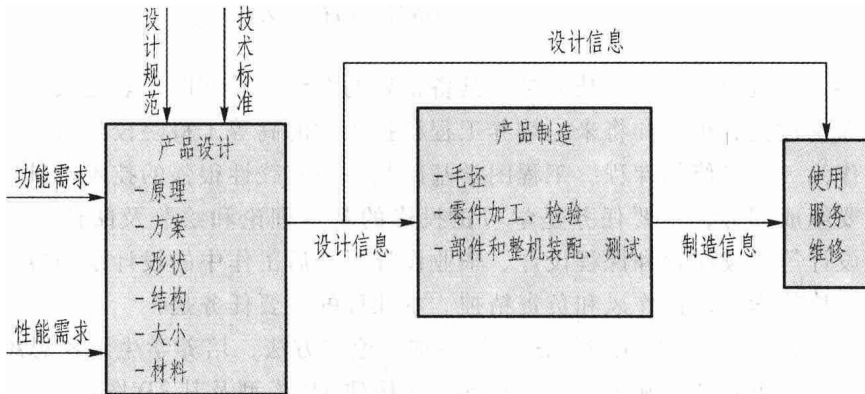 设计规范
技术标准
设计信息
产品设计
－原理
－方案
－形状
－结构
－大小
－材料
功能需求
性能需求
设计信息
产品制造
－毛坯
－零件加工、检验
－部件和整机装配、测试
制造信息
使用
服务
维修